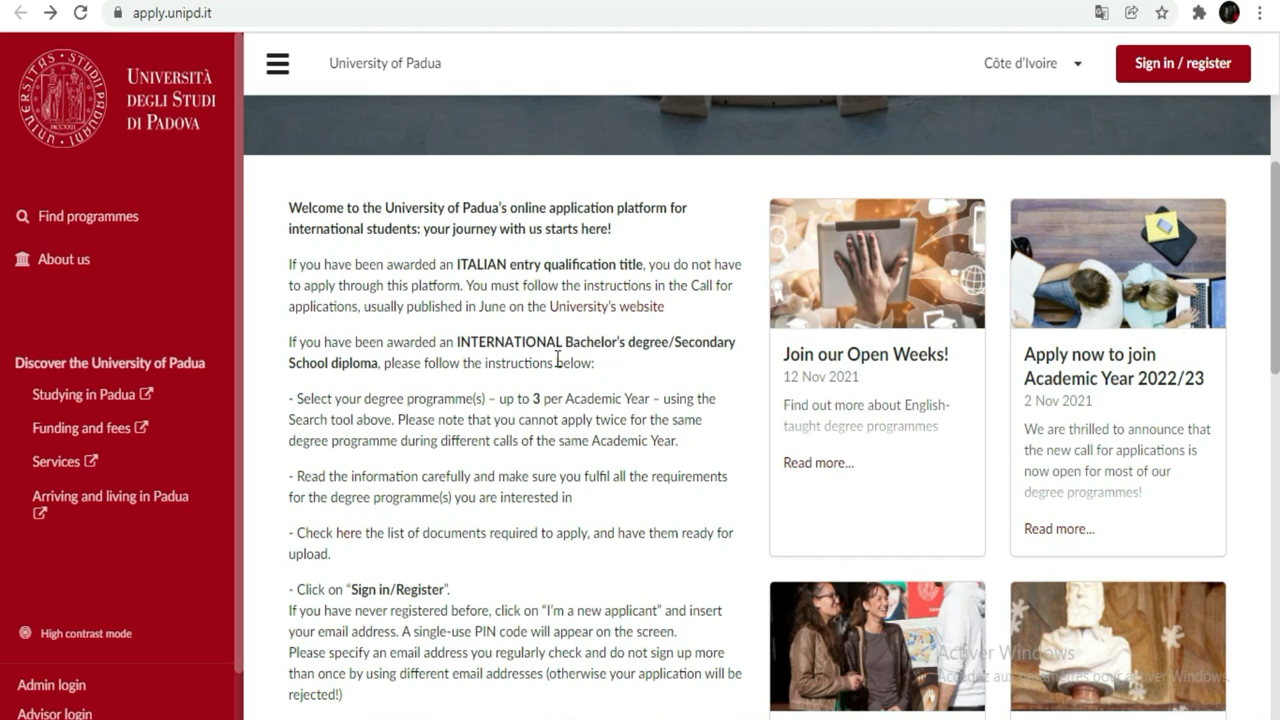 apply.unipd.it
UNIVERSITÀ
DEGLI STUDI
DI PADOVA
Find programmes
About us
Discover the University of Padua
Studying in Padua
Funding and fees
Services
Arriving and living in Padua
High contrast mode
Admin login
Advisor login
University of Padua
Côte d'Ivoire
Sign in / register
Welcome to the University of Padua's online application platform for
international students: your journey with us starts here!
If you have been awarded an ITALIAN entry qualification title, you do not have
to apply through this platform. You must follow the instructions in the Call for
applications, usually published in June on the University's website
If you have been awarded an INTERNATIONAL Bachelor's degree/Secondary
School diploma, please follow the instructions below:
- Select your degree programme(s) – up to 3 per Academic Year – using the
Search tool above. Please note that you cannot apply twice for the same
degree programme during different calls of the same Academic Year.
- Read the information carefully and make sure you fulfil all the requirements
for the degree programme(s) you are interested in
- Check here the list of documents required to apply, and have them ready for
upload.
- Click on “Sign in/Register”.
If you have never registered before, click on “I'm a new applicant” and insert
your email address. A single-use PIN code will appear on the screen.
Please specify an email address you regularly check and do not sign up more
than once by using different email addresses (otherwise your application will be
rejected!)
Join our Open Weeks!
12 Nov 2021
Find out more about English-
taught degree programmes
Read more...
Apply now to join
Academic Year 2022/23
2 Nov 2021
We are thrilled to announce that
the new call for applications is
now open for most of our
degree programmes!
Read more...
Activer Windows
Accédez aux paramètres pour activer Windows.